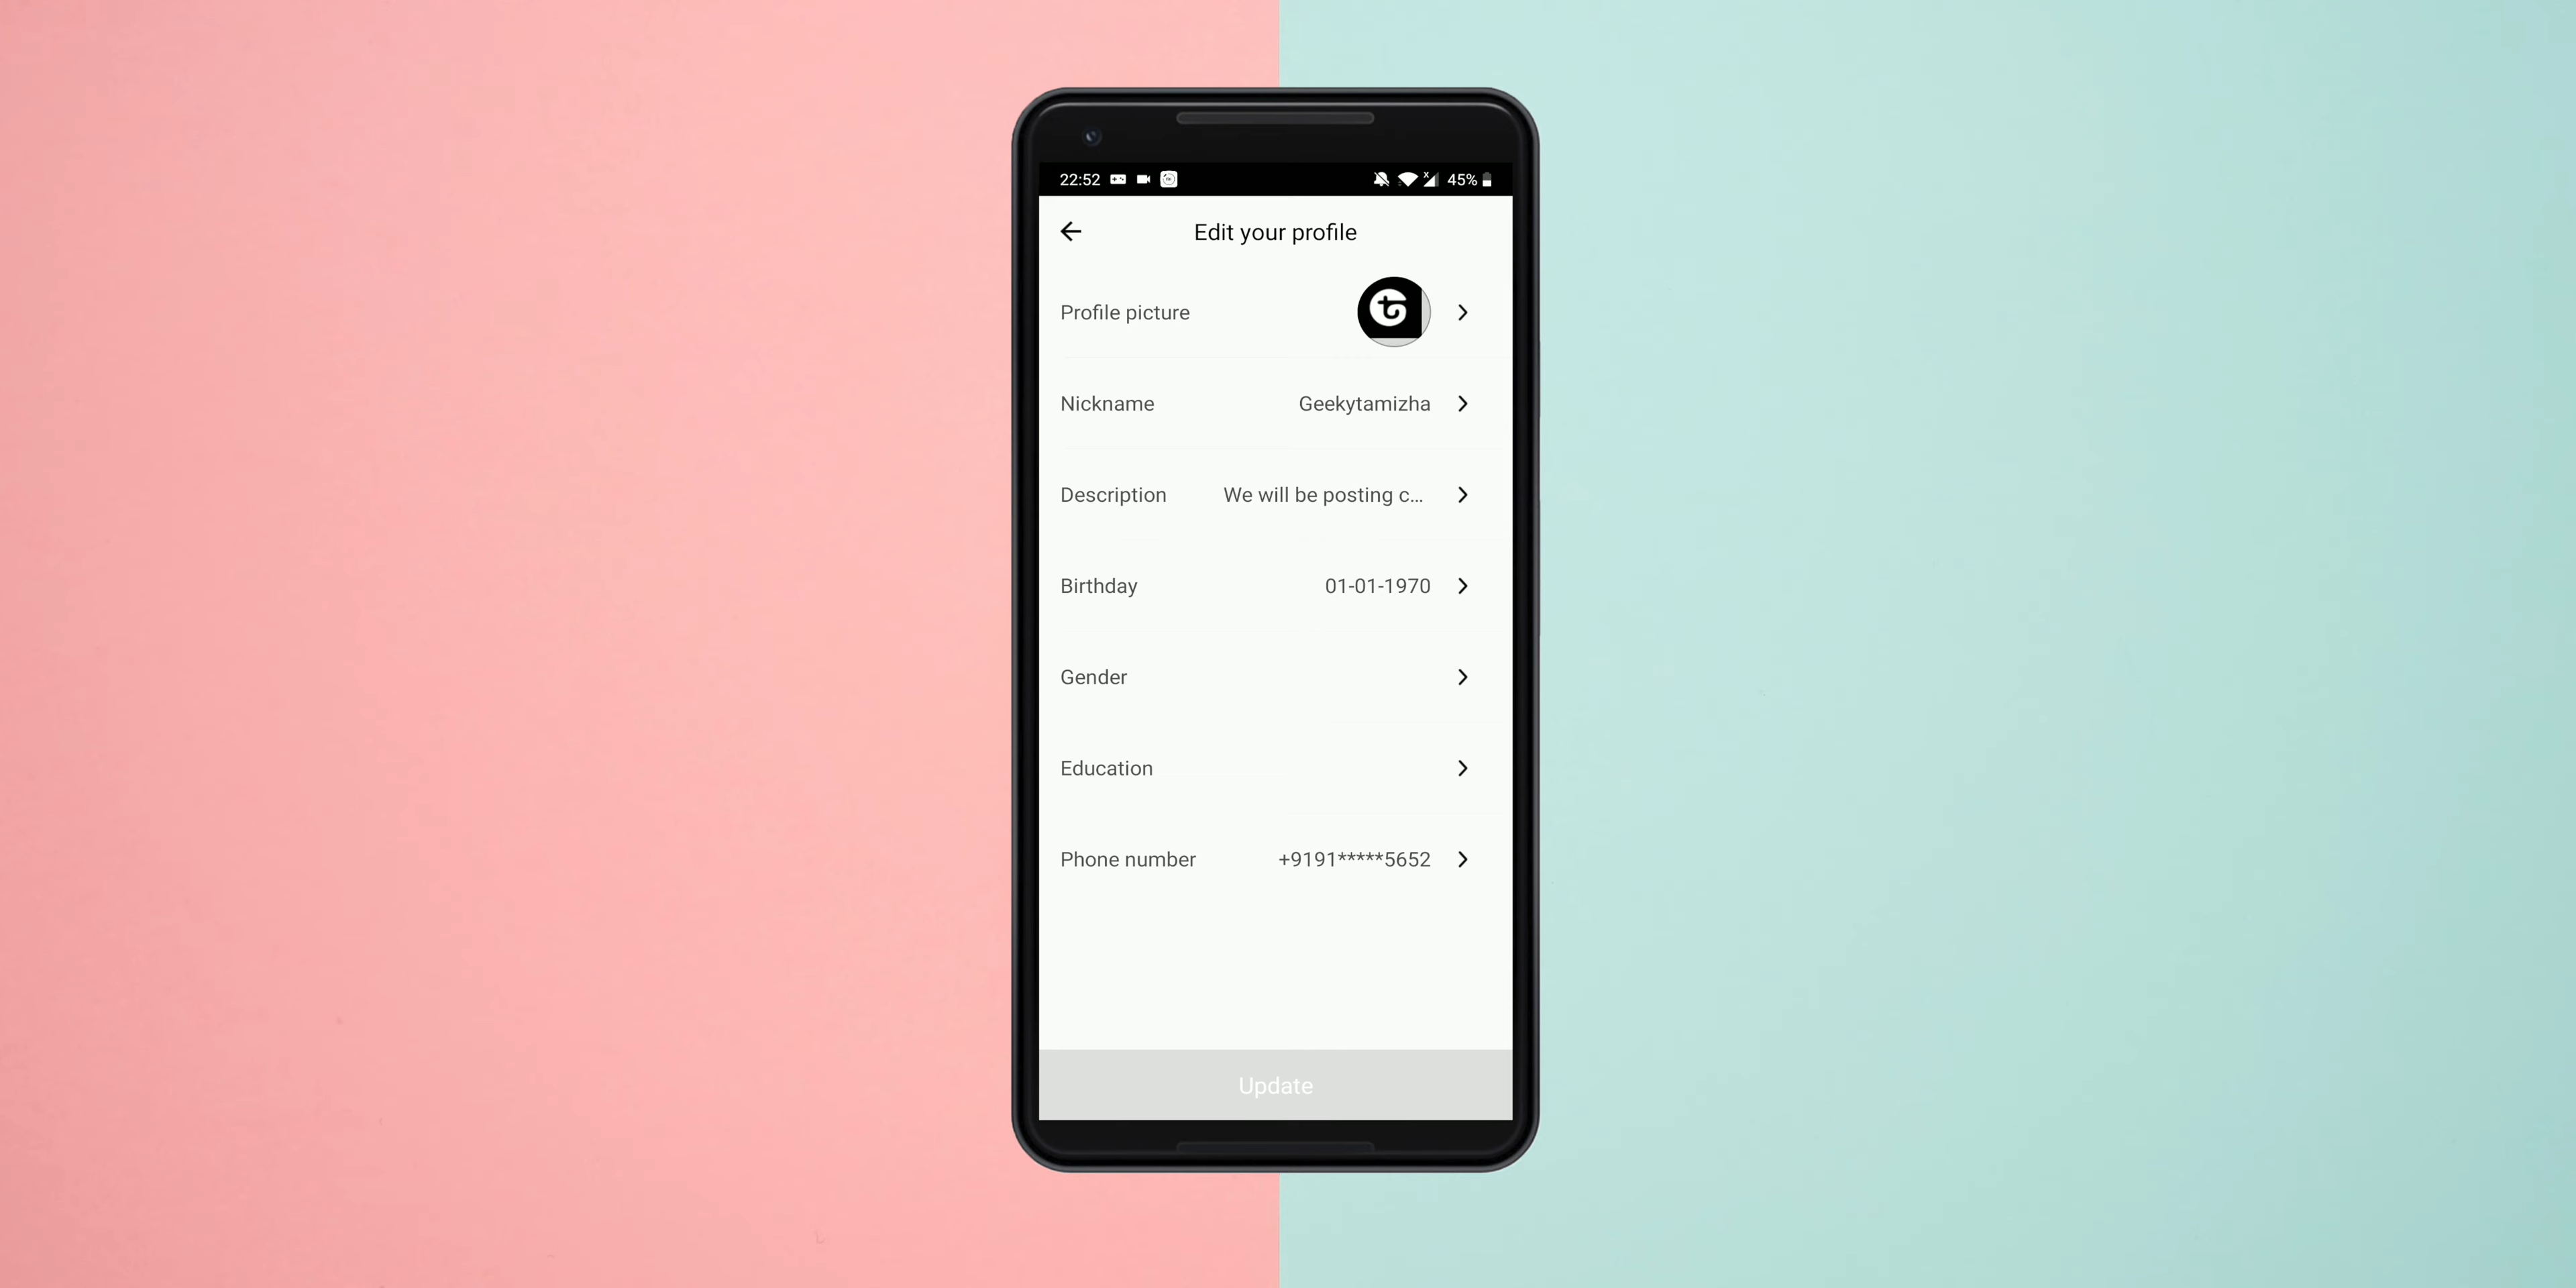 22:52 45%
Edit your profile
Profile picture
Nickname Geekytamizha
Description We will be posting c...
Birthday 01-01-1970
Gender
Education
Phone number +9191*****5652
Update